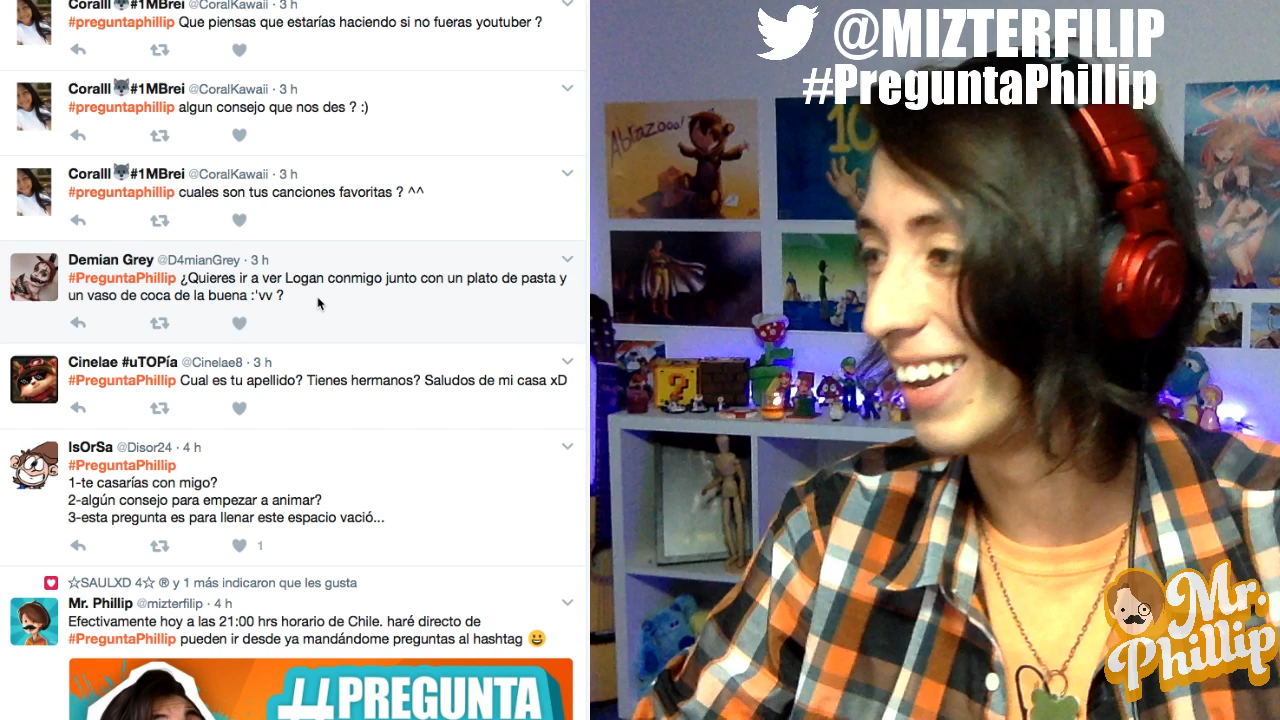 Coralll🐺#1MBrei @CoralKawaii · 3 h
#preguntaphillip Que piensas que estarías haciendo si no fueras youtuber ?
Coralll🐺#1MBrei @CoralKawaii · 3 h
#preguntaphillip algun consejo que nos des ? :)
Coralll🐺#1MBrei @CoralKawaii · 3 h
#preguntaphillip cuales son tus canciones favoritas ? ^^
Demian Grey @D4mianGrey · 3 h
#PreguntaPhillip ¿Quieres ir a ver Logan conmigo junto con un plato de pasta y
un vaso de coca de la buena :'vv ?
Cinelae #uTOPía @Cinelae8 · 3 h
#PreguntaPhillip Cual es tu apellido? Tienes hermanos? Saludos de mi casa xD
IsOrSa @Disor24 · 4 h
#PreguntaPhillip
1-te casarías con migo?
2-algún consejo para empezar a animar?
3-esta pregunta es para llenar este espacio vació...
1
☆SAULXD 4☆ ® y 1 más indicaron que les gusta
Mr. Phillip @mizterfilip · 4 h
Efectivamente hoy a las 21:00 hrs horario de Chile. haré directo de
#PreguntaPhillip pueden ir desde ya mandándome preguntas al hashtag 😀
#PREGUNTA
@MIZTERFILIP
#PreguntaPhillip
Abrazooo!
10
?
Mr.
Phillip